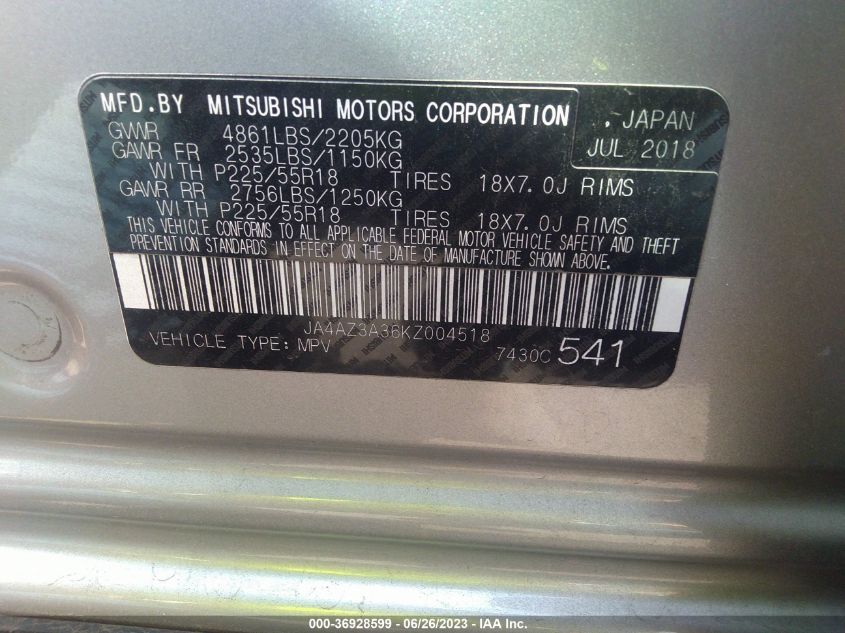 MFD.BY MITSUBISHI MOTORS CORPORATION
. JAPAN
JUL 2018
GVWR 4861LBS/2205KG
GAWR FR 2535LBS/1150KG
WITH P225/55R18 TIRES 18X7.0J RIMS
GAWR RR 2756LBS/1250KG
WITH P225/55R18 TIRES 18X7.0J RIMS
THIS VEHICLE CONFORMS TO ALL APPLICABLE FEDERAL MOTOR VEHICLE SAFETY AND THEFT
PREVENTION STANDARDS IN EFFECT ON THE DATE OF MANUFACTURE SHOWN ABOVE.
JA4AZ3A36KZ004518
VEHICLE TYPE:MPV 7430C 541
000-36928599 - 06/26/2023 - IAA Inc.